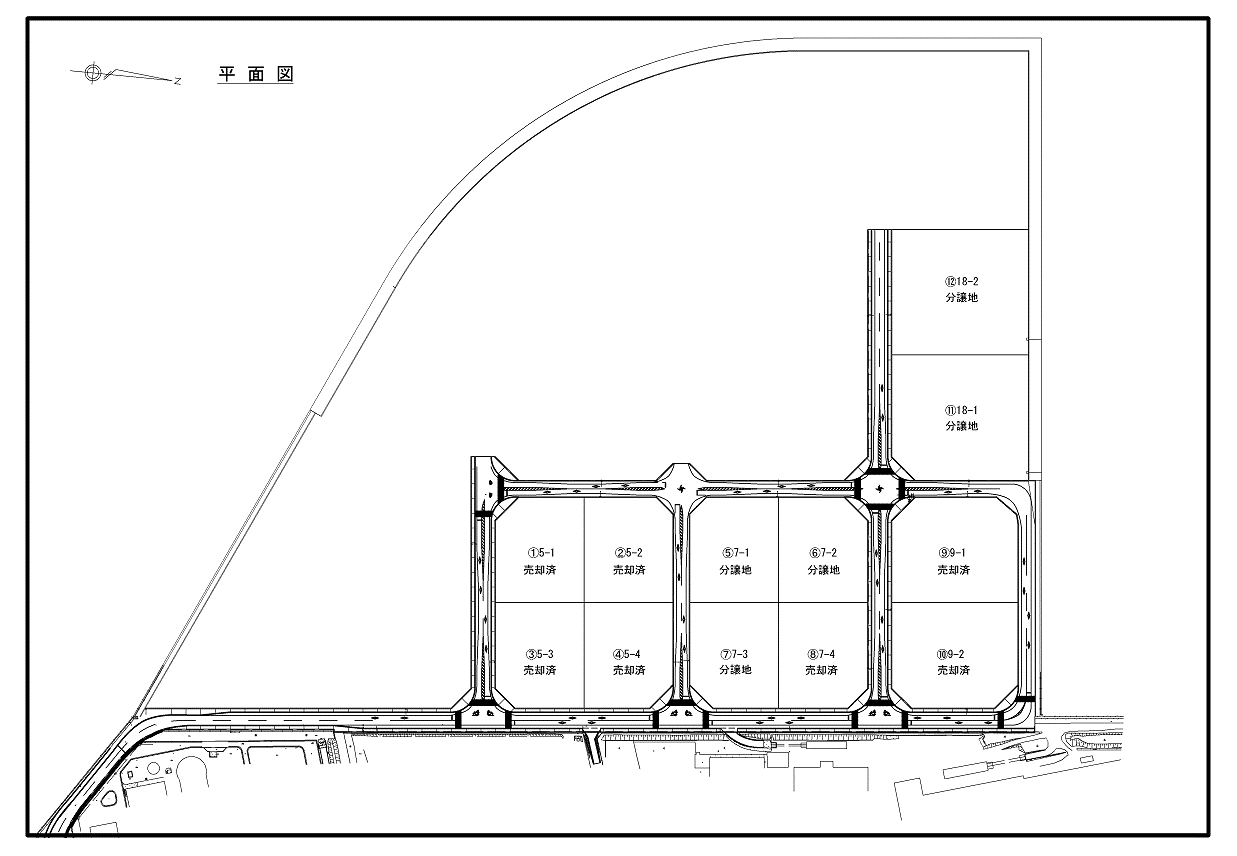 平面図
Z
⑫18-2
分譲地
⑪18-1
分譲地
①5-1
売却済
②5-2
売却済
⑤7-1
分譲地
⑥7-2
分譲地
⑨9-1
売却済
③5-3
売却済
④5-4
売却済
⑦7-3
分譲地
⑧7-4
売却済
⑩9-2
売却済